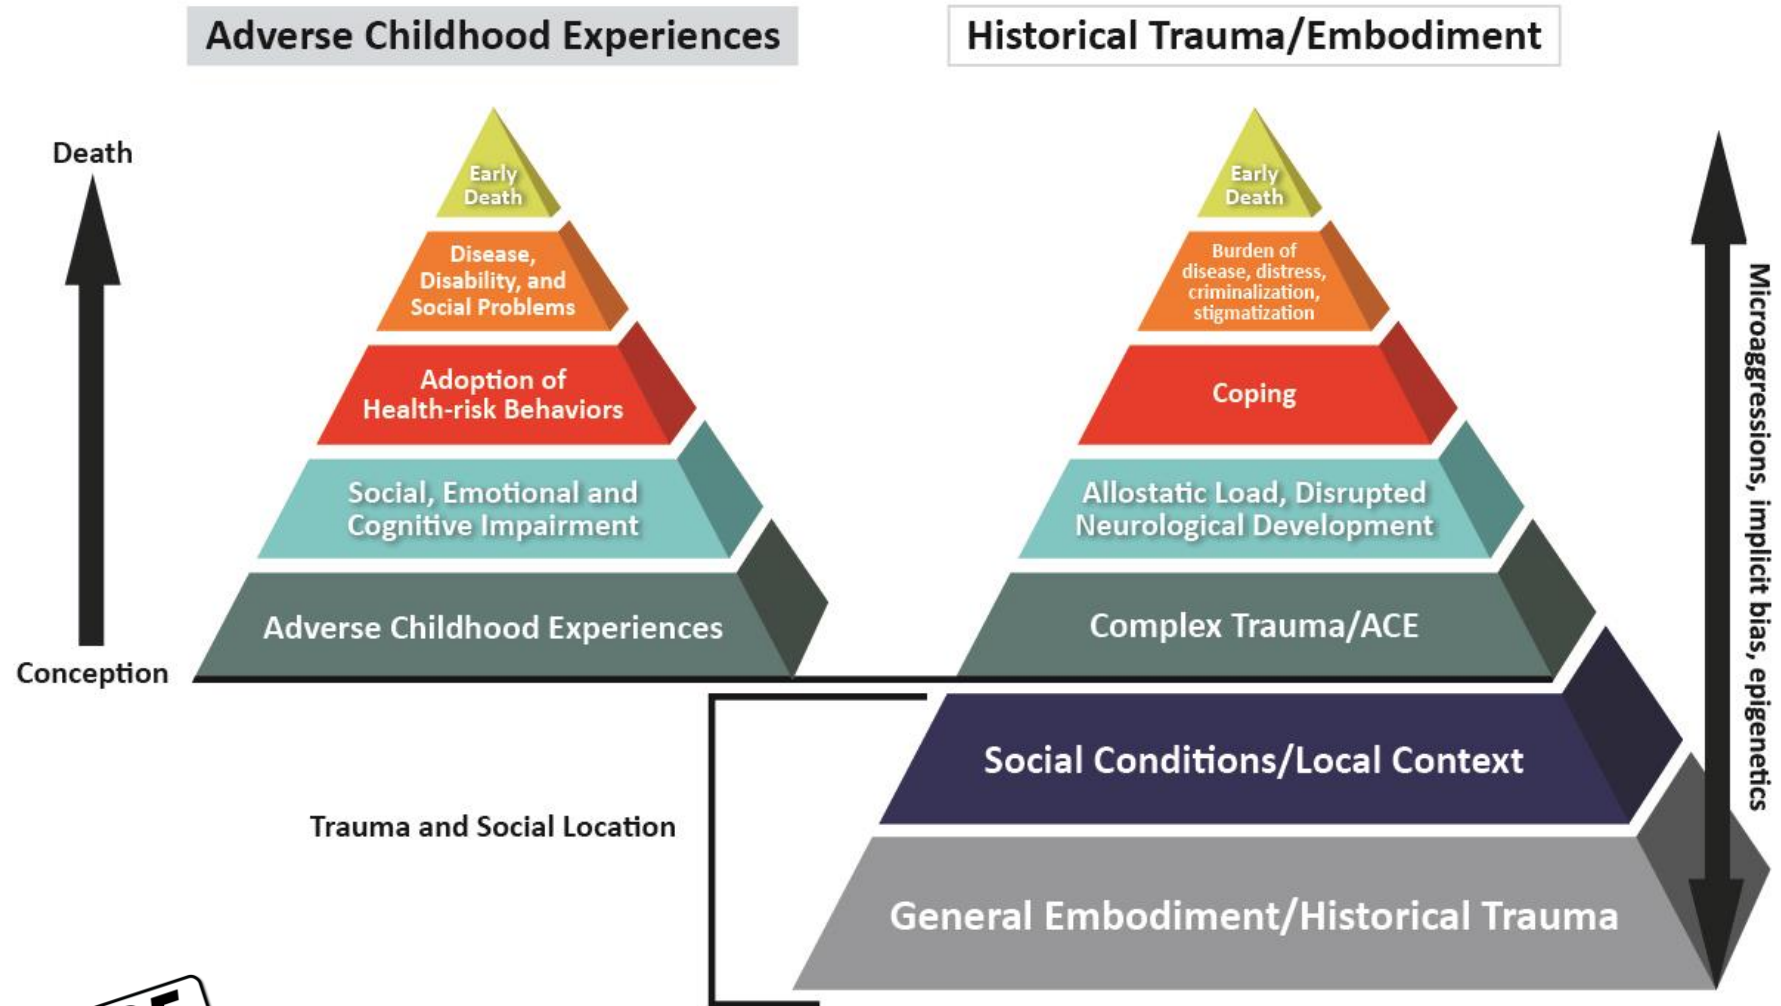 Adverse Childhood Experiences
Historical Trauma/Embodiment
Death
Conception
Early
Death
Disease,
Disability, and
Social Problems
Adoption of
Health-risk Behaviors
Social, Emotional and
Cognitive Impairment
Adverse Childhood Experiences
Early
Death
Burden of
disease, distress,
criminalization,
stigmatization
Coping
Allostatic Load, Disrupted
Neurological Development
Complex Trauma/ACE
Social Conditions/Local Context
General Embodiment/Historical Trauma
Trauma and Social Location
Microaggressions, implicit bias, epigenetics